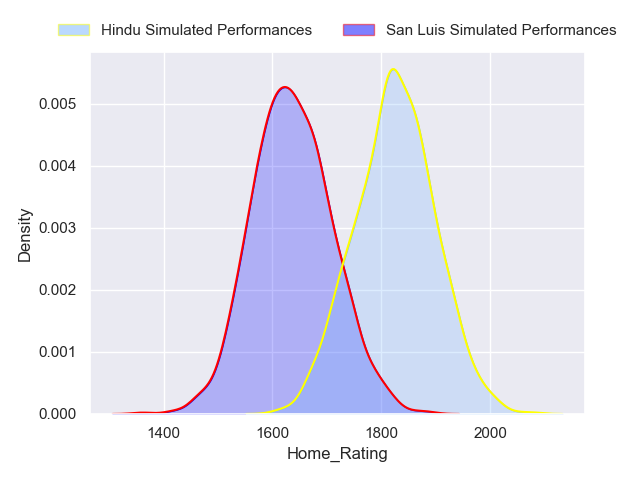 Hindu Simulated Performances San Luis Simulated Performances
0.005
0.004
0.003
0.002
0.001
0.000
Density
1400 1600 1800 2000
Home_Rating